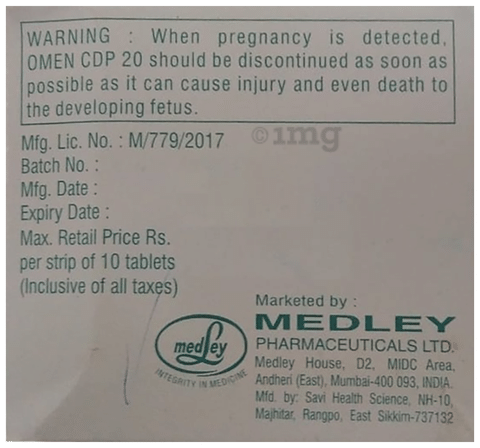 WARNING : When pregnancy is detected,
OMEN CDP 20 should be discontinued as soon as
possible as it can cause injury and even death to
the developing fetus.
Mfg. Lic. No. : M/779/2017
©1mg
Batch No. :
Mfg. Date :
Expiry Date :
Max. Retail Price Rs.
per strip of 10 tablets
(Inclusive of all taxes)
medley
INTEGRITY IN MEDICINE
Marketed by :
MEDLEY
PHARMACEUTICALS LTD.
Medley House, D2, MIDC Area,
Andheri (East), Mumbai-400 093, INDIA.
Mfd. by: Savi Health Science, NH-10,
Majhitar, Rangpo, East Sikkim-737132